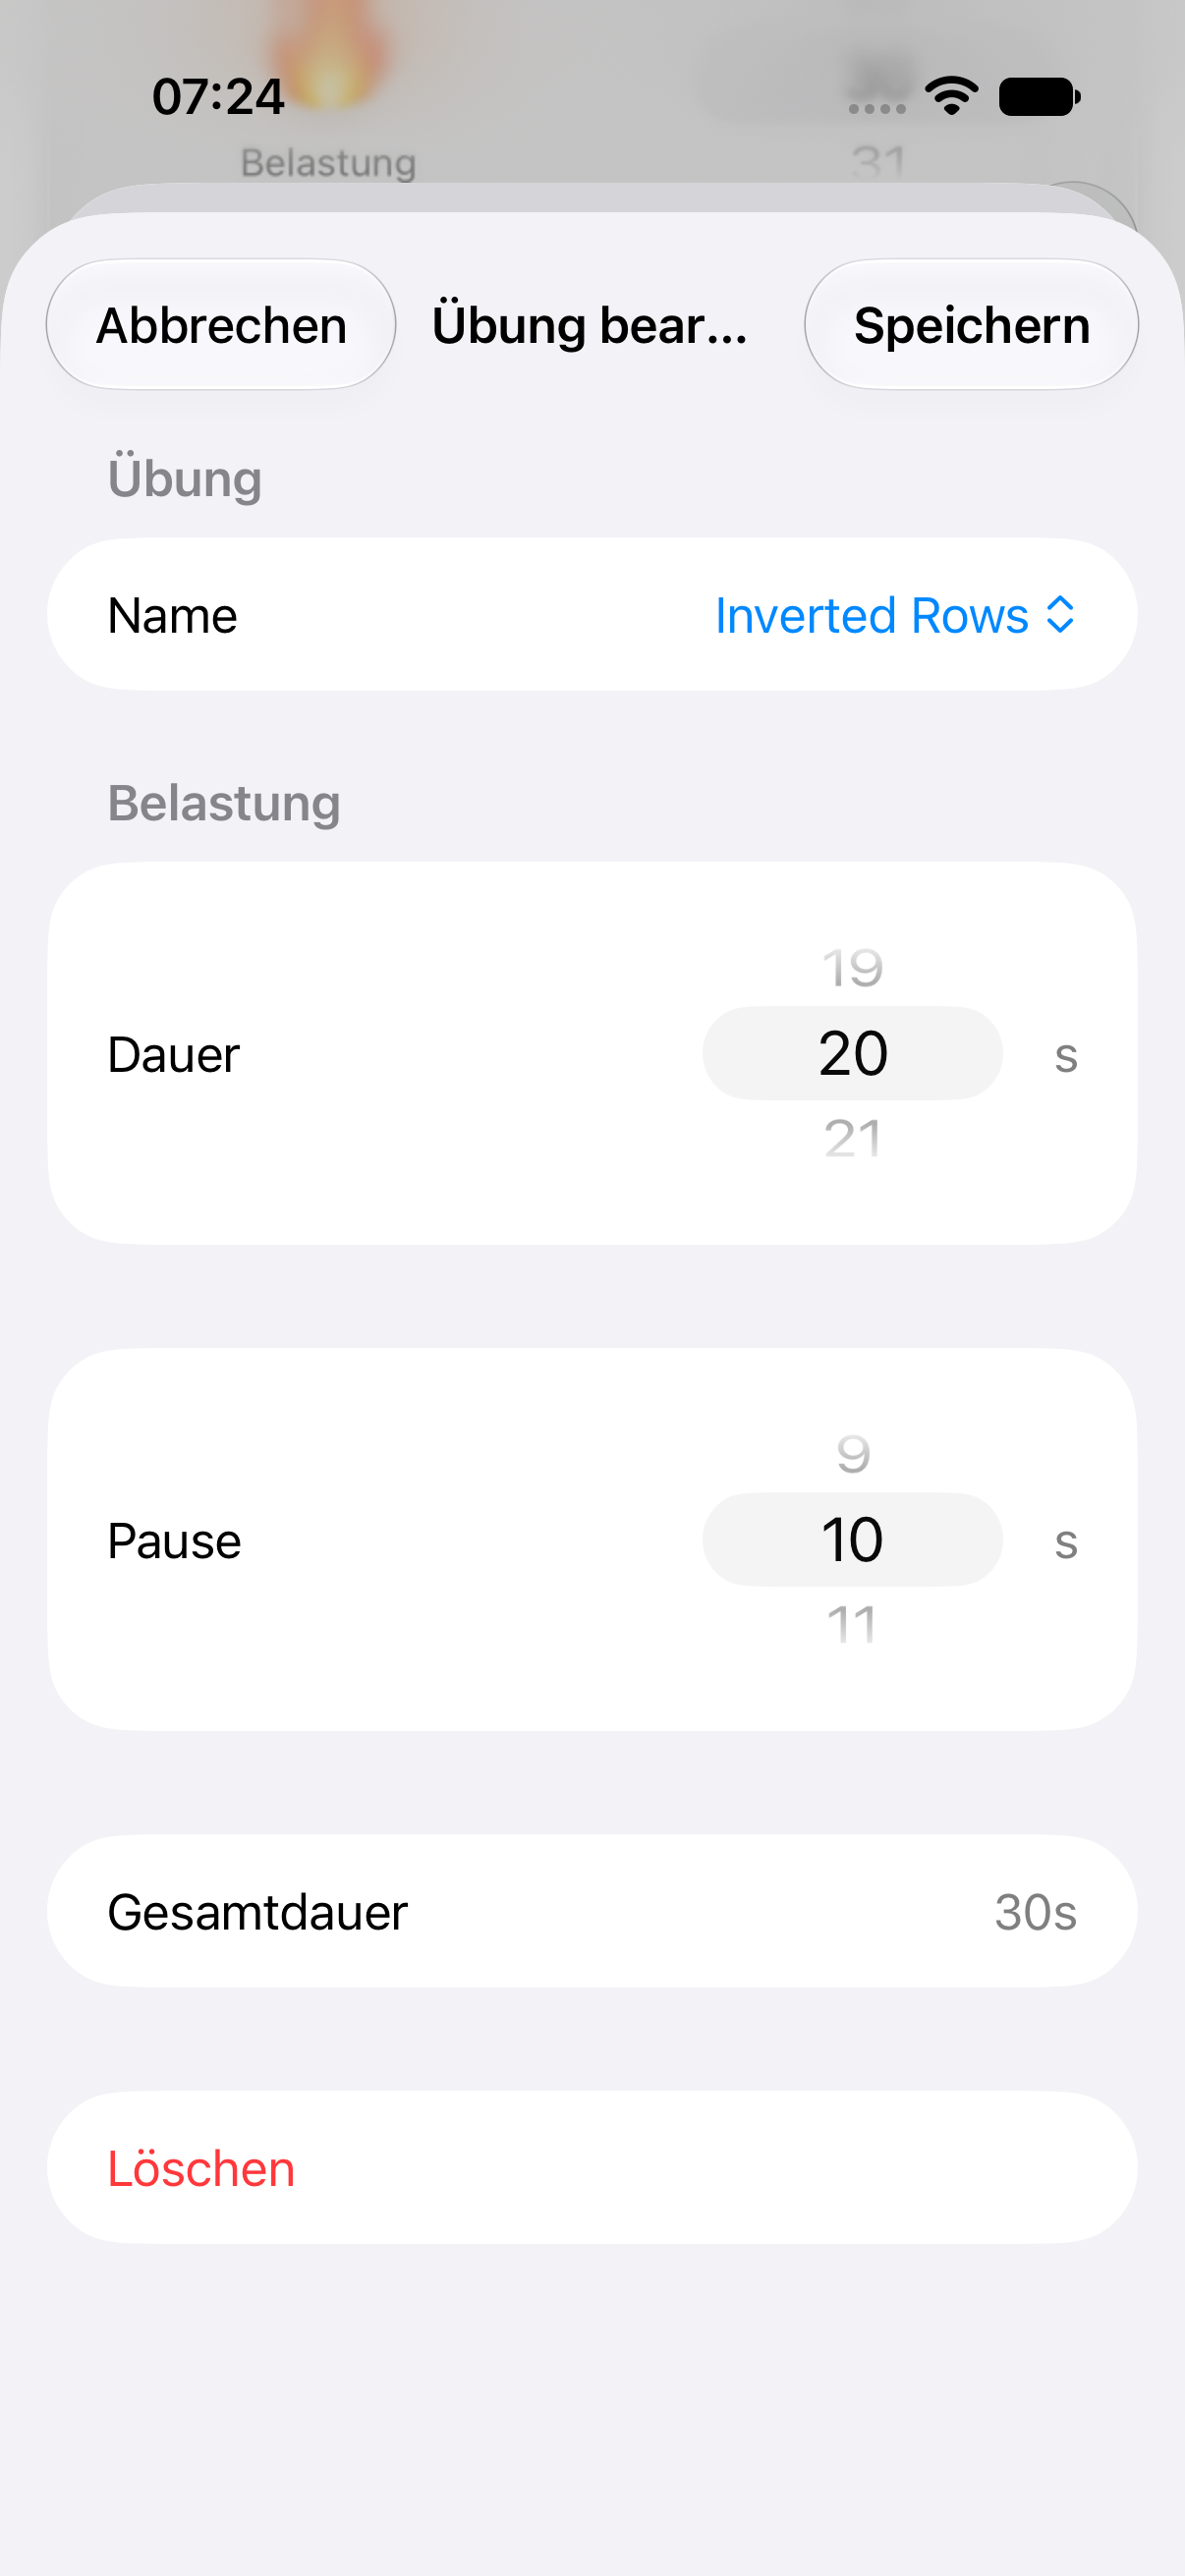 07:24
Belastung
31
Abbrechen Übung bear... Speichern
Übung
Name Inverted Rows
Belastung
19
Dauer 20 s
21
9
Pause 10 s
11
Gesamtdauer 30s
Löschen